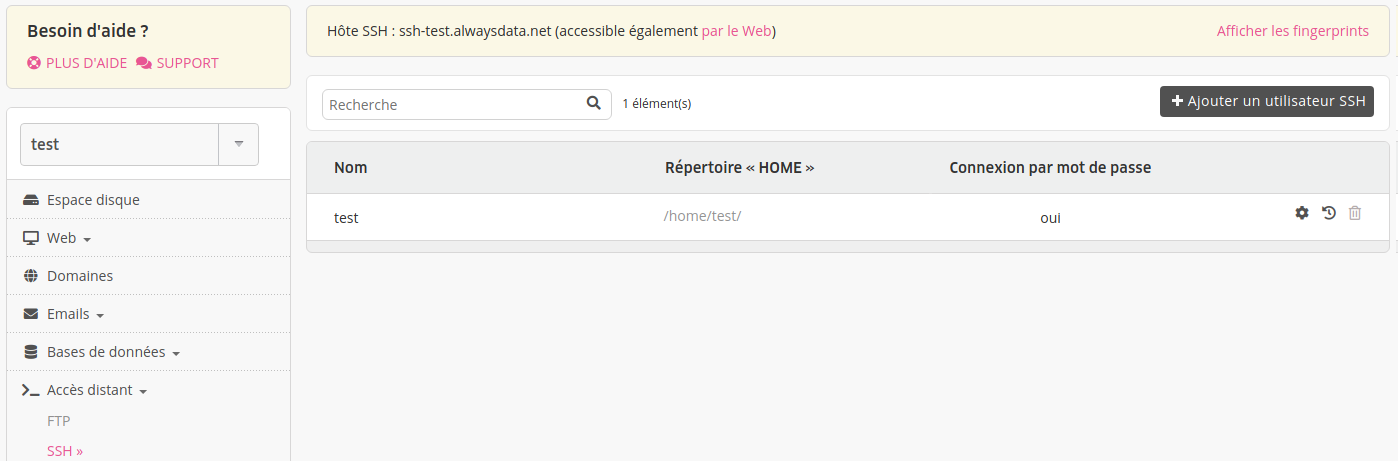 Besoin d'aide ?
PLUS D'AIDE SUPPORT
test
Espace disque
Web
Domaines
Emails
Bases de données
Accès distant
FTP
SSH »
Hôte SSH : ssh-test.alwaysdata.net (accessible également par le Web)
Afficher les fingerprints
Recherche
1 élément(s)
Ajouter un utilisateur SSH
Nom Répertoire « HOME » Connexion par mot de passe
test /home/test/ oui